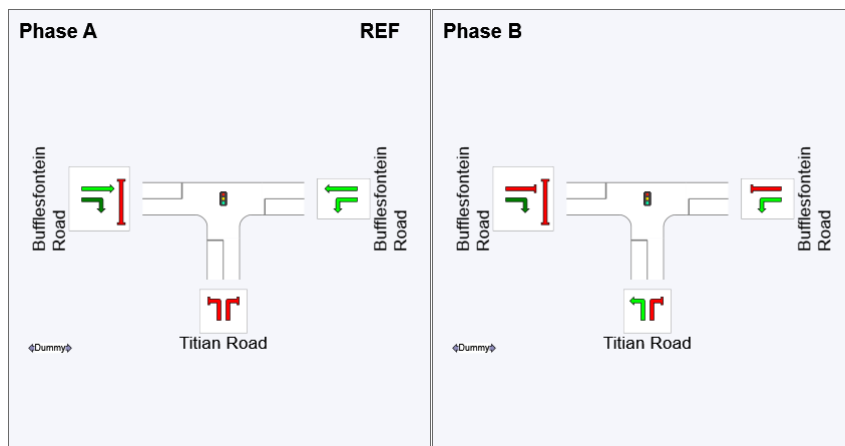 Phase A
REF
Bufflesfontein
Road
Bufflesfontein
Road
Titian Road
Dummy
Phase B
Bufflesfontein
Road
Bufflesfontein
Road
Titian Road
Dummy